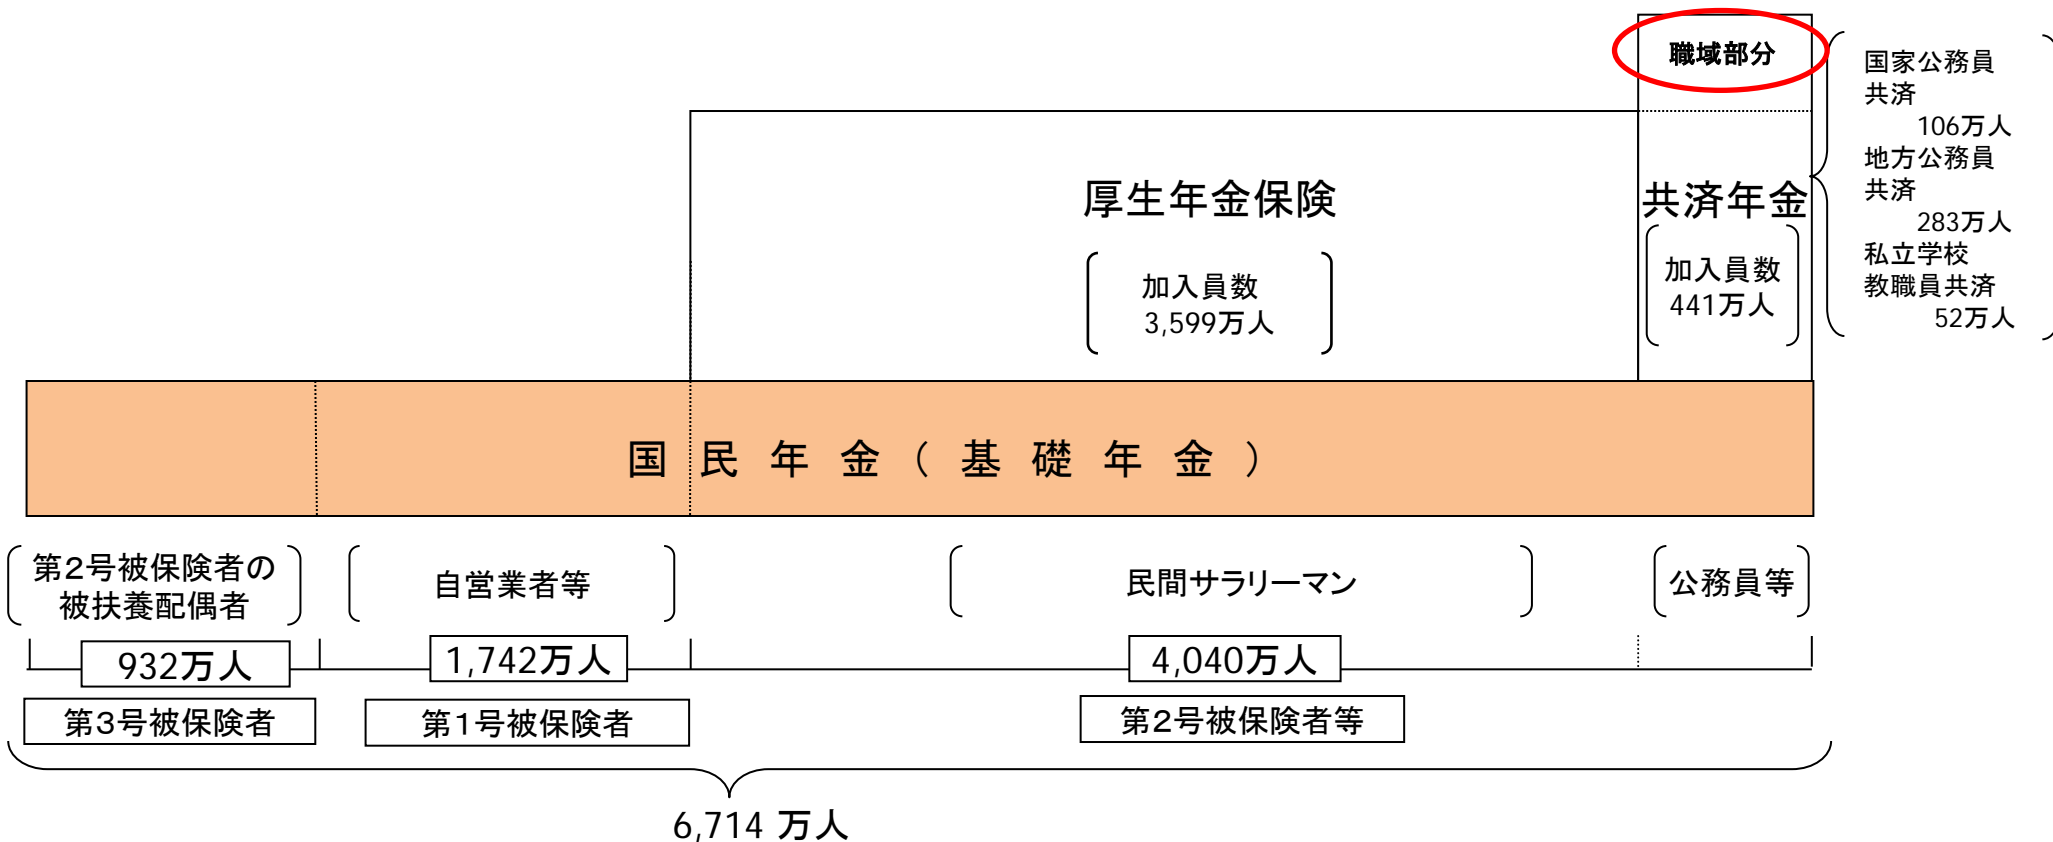 職域部分
国家公務員
共済
106万人
地方公務員
共済
283万人
私立学校
教職員共済
52万人
厚生年金保険
加入員数
3,599万人
共済年金
加入員数
441万人
国民年金(基礎年金)
第2号被保険者の
被扶養配偶者
自営業者等
民間サラリーマン
公務員等
932万人
1,742万人
4,040万人
第3号被保険者
第1号被保険者
第2号被保険者等
6,714 万人